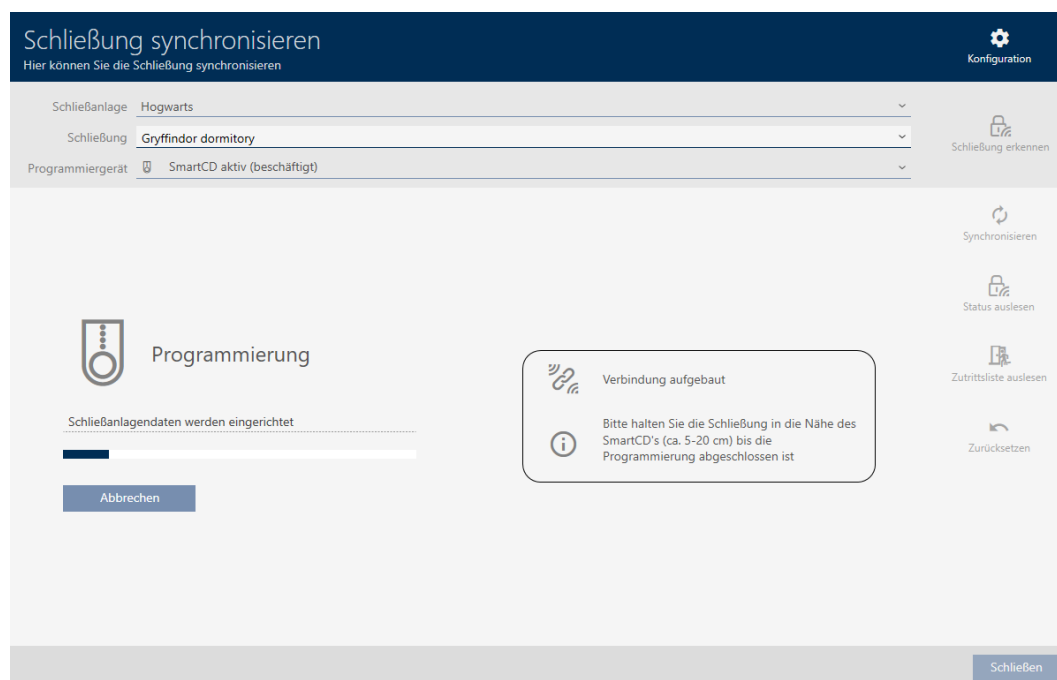 Schließung synchronisieren
Hier können Sie die Schließung synchronisieren
Konfiguration
Schließanlage Hogwarts
Schließung Gryffindor dormitory
Programmiergerät SmartCD aktiv (beschäftigt)
Schließung erkennen
Synchronisieren
Status auslesen
Zutrittsliste auslesen
Zurücksetzen
Programmierung
Schließanlagendaten werden eingerichtet
Abbrechen
Verbindung aufgebaut
Bitte halten Sie die Schließung in die Nähe des
SmartCD's (ca. 5-20 cm) bis die
Programmierung abgeschlossen ist
Schließen